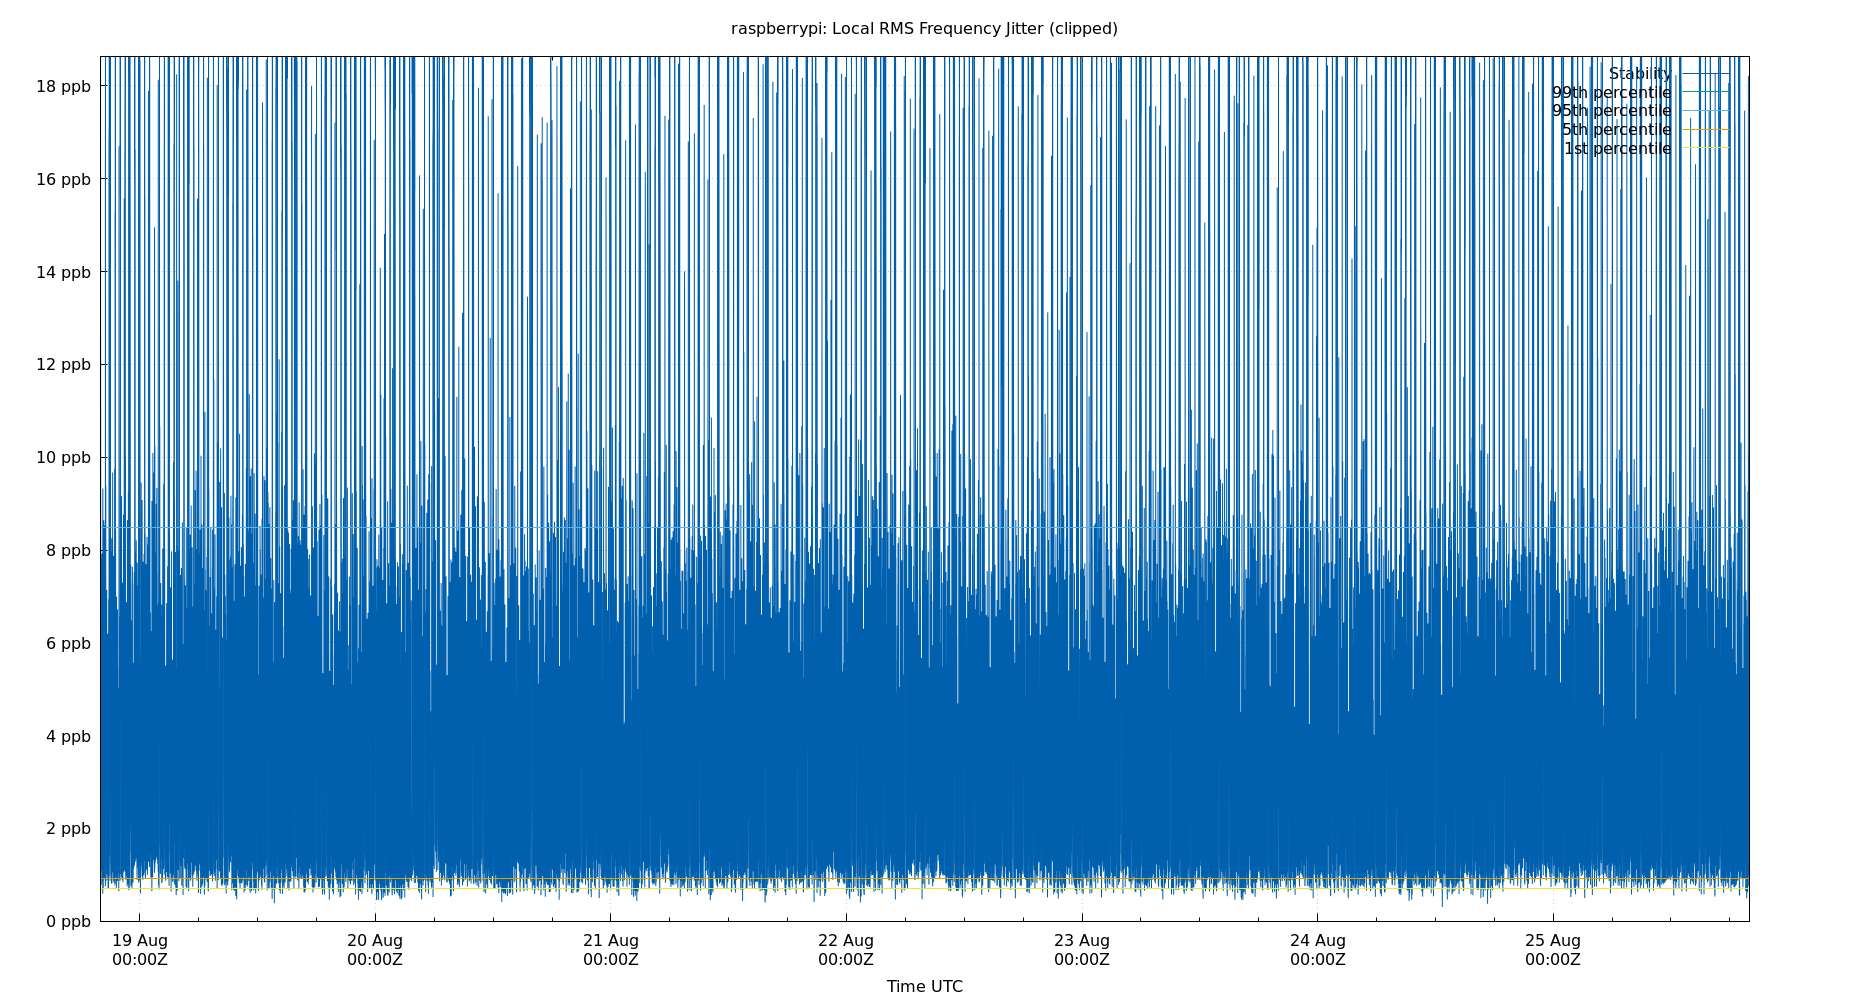 raspberrypi: Local RMS Frequency Jitter (clipped)
18 ppb
16 ppb
14 ppb
12 ppb
10 ppb
8 ppb
6 ppb
4 ppb
2 ppb
0 ppb
Stability
99th percentile
95th percentile
5th percentile
1st percentile
19 Aug
00:00Z
20 Aug
00:00Z
21 Aug
00:00Z
22 Aug
00:00Z
23 Aug
00:00Z
24 Aug
00:00Z
25 Aug
00:00Z
Time UTC